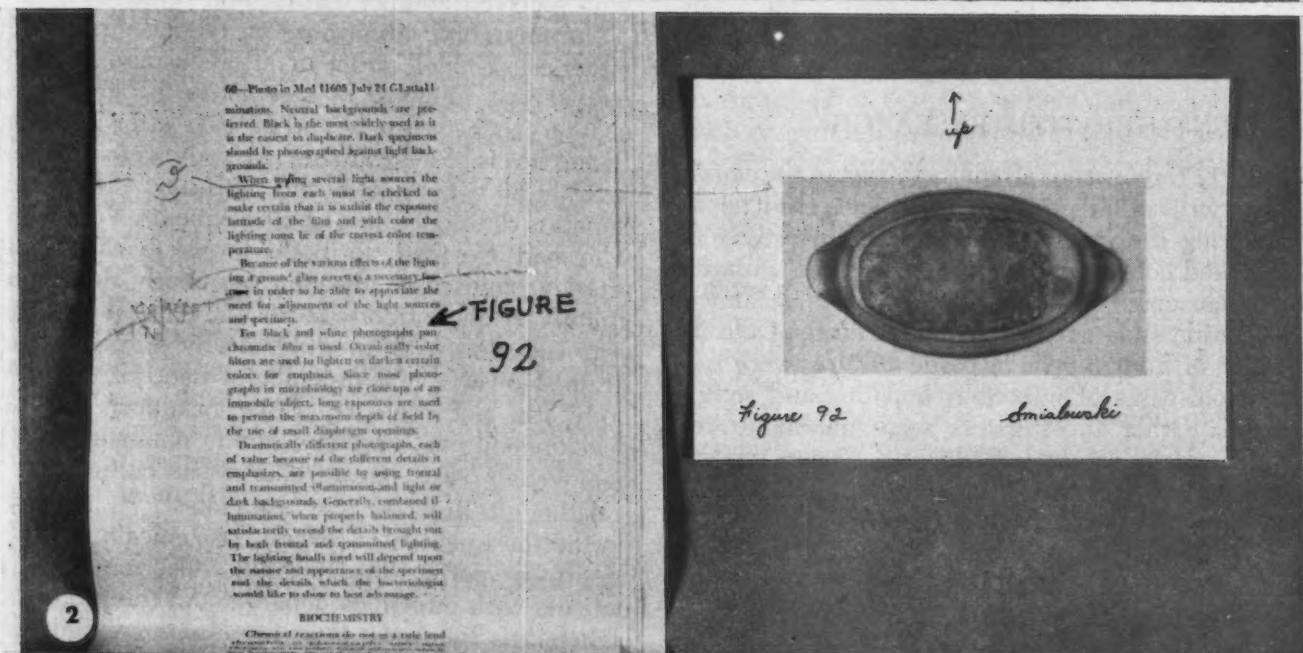 60—Photo in Med 11605 July 24 GLattal1
mination. Neutral backgrounds are pre-
ferred. Black is the most widely used as it
is the easiest to duplicate. Dark specimens
should be photographed against light back-
grounds.
When using several light sources the
lighting from each must be checked to
make certain that it is within the exposure
latitude of the film and with color the
lighting must be of the correct color tem-
perature.
Because of the various effects of the light-
ing a ground glass screen is a necessary
in order to be able to appreciate the
need for adjustment of the light sources
and specimen.
For black and white photographs pan-
chromatic film is used. Occasionally color
filters are used to lighten or darken certain
colors for emphasis. Since most photo-
graphs in microbiology are close-ups of an
immobile object, long exposures are used
to permit the maximum depth of field by
the use of small diaphragm openings.
Dramatically different photographs, each
of value because of the different details it
emphasizes, are possible by using frontal
and transmitted illumination and light or
dark backgrounds. Generally, combined il-
lumination, when properly balanced, will
satisfactorily record the details brought out
by both frontal and transmitted lighting.
The lighting finally used will depend upon
the nature and appearance of the specimen
and the details which the bacteriologist
would like to show to best advantage.
BIOCHEMISTRY
Chemical reactions do not as a rule lend
FIGURE
92
2
up
Figure 92 Smialowski